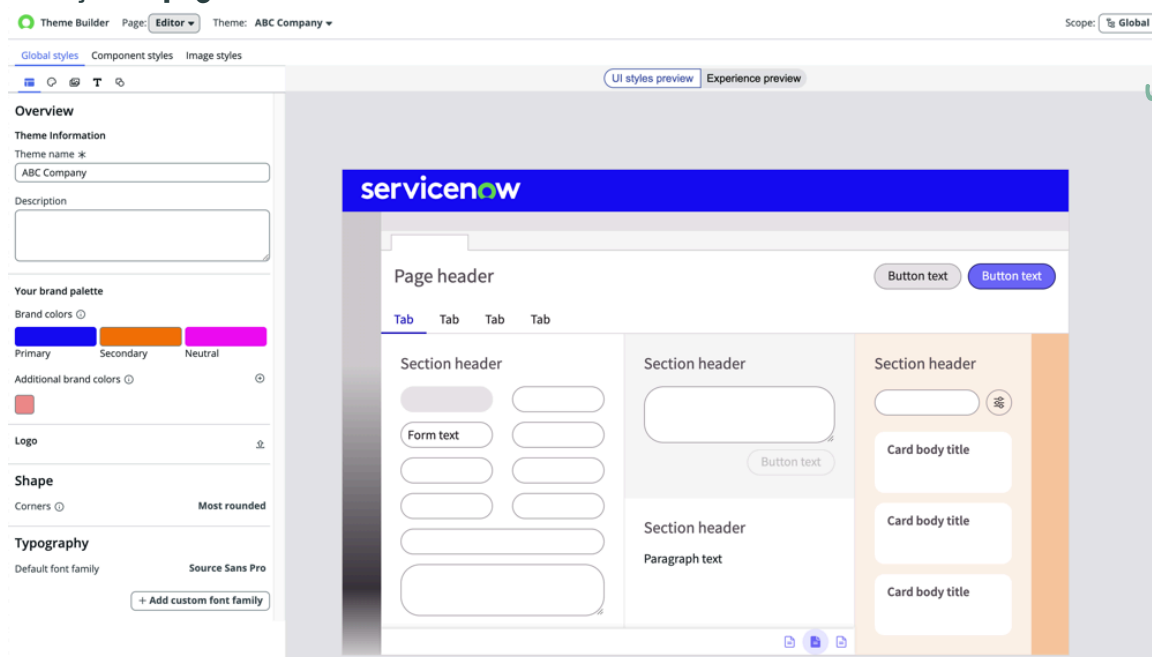 Theme Builder Page: Editor Theme: ABC Company Scope: Global
Global styles Component styles Image styles
UI styles preview Experience preview
Overview
Theme Information
Theme name *
ABC Company
Description
Your brand palette
Brand colors
Primary Secondary Neutral
Additional brand colors
Logo
Shape
Corners Most rounded
Typography
Default font family Source Sans Pro
+ Add custom font family
servicenow
Page header
Button text Button text
Tab Tab Tab Tab
Section header
Form text
Section header
Button text
Section header
Paragraph text
Section header
Card body title
Card body title
Card body title